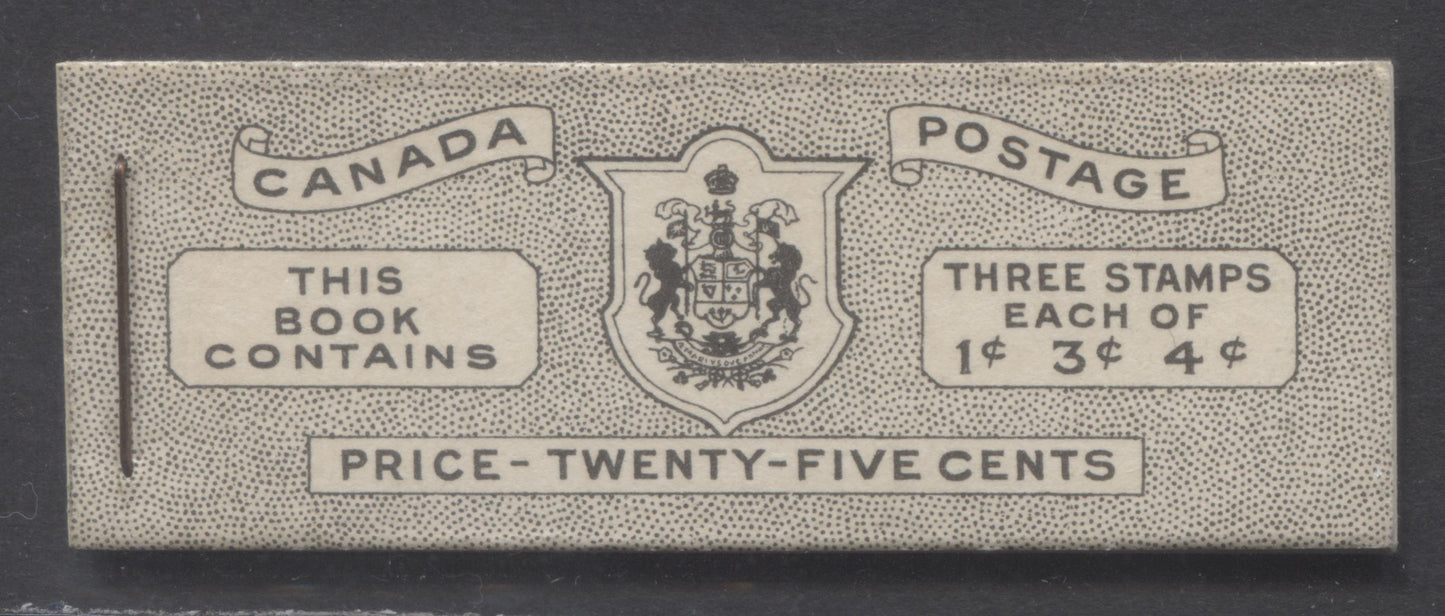 CANADA
POSTAGE
THIS
BOOK
CONTAINS
THREE STAMPS
EACH OF
1¢ 3¢ 4¢
PRICE - TWENTY-FIVE CENTS